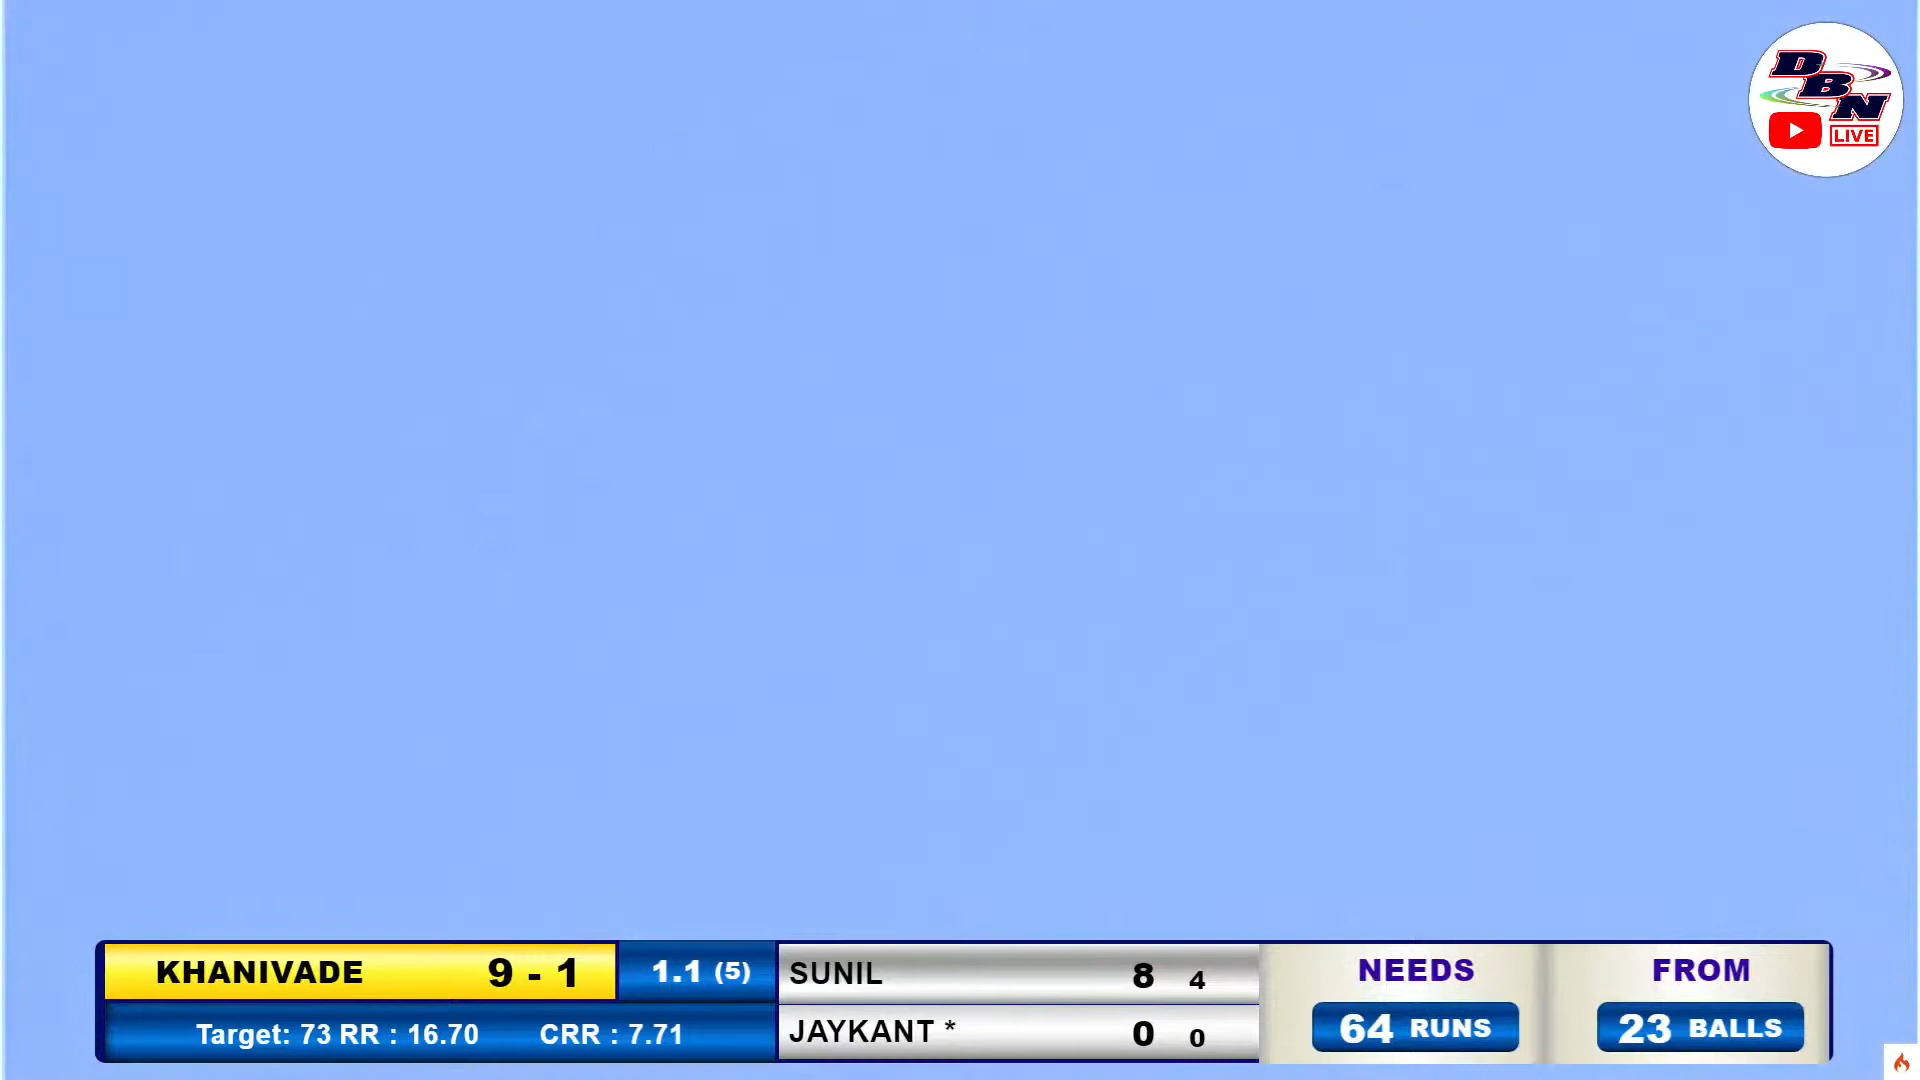 DBN
LIVE
KHANIVADE 9 - 1 1.1 (5)
Target: 73 RR : 16.70 CRR : 7.71
SUNIL 8 4
JAYKANT * 0 0
NEEDS FROM
64 RUNS 23 BALLS